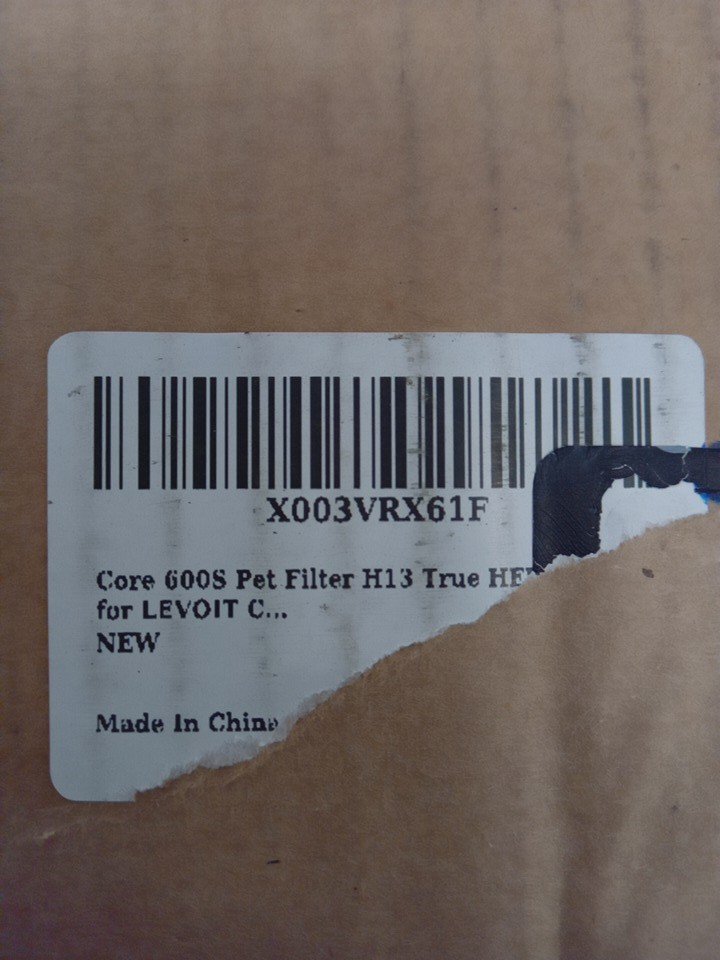 X003VRX61F
Core 600S Pet Filter H13 True
for LEVOIT C...
NEW
Made In China